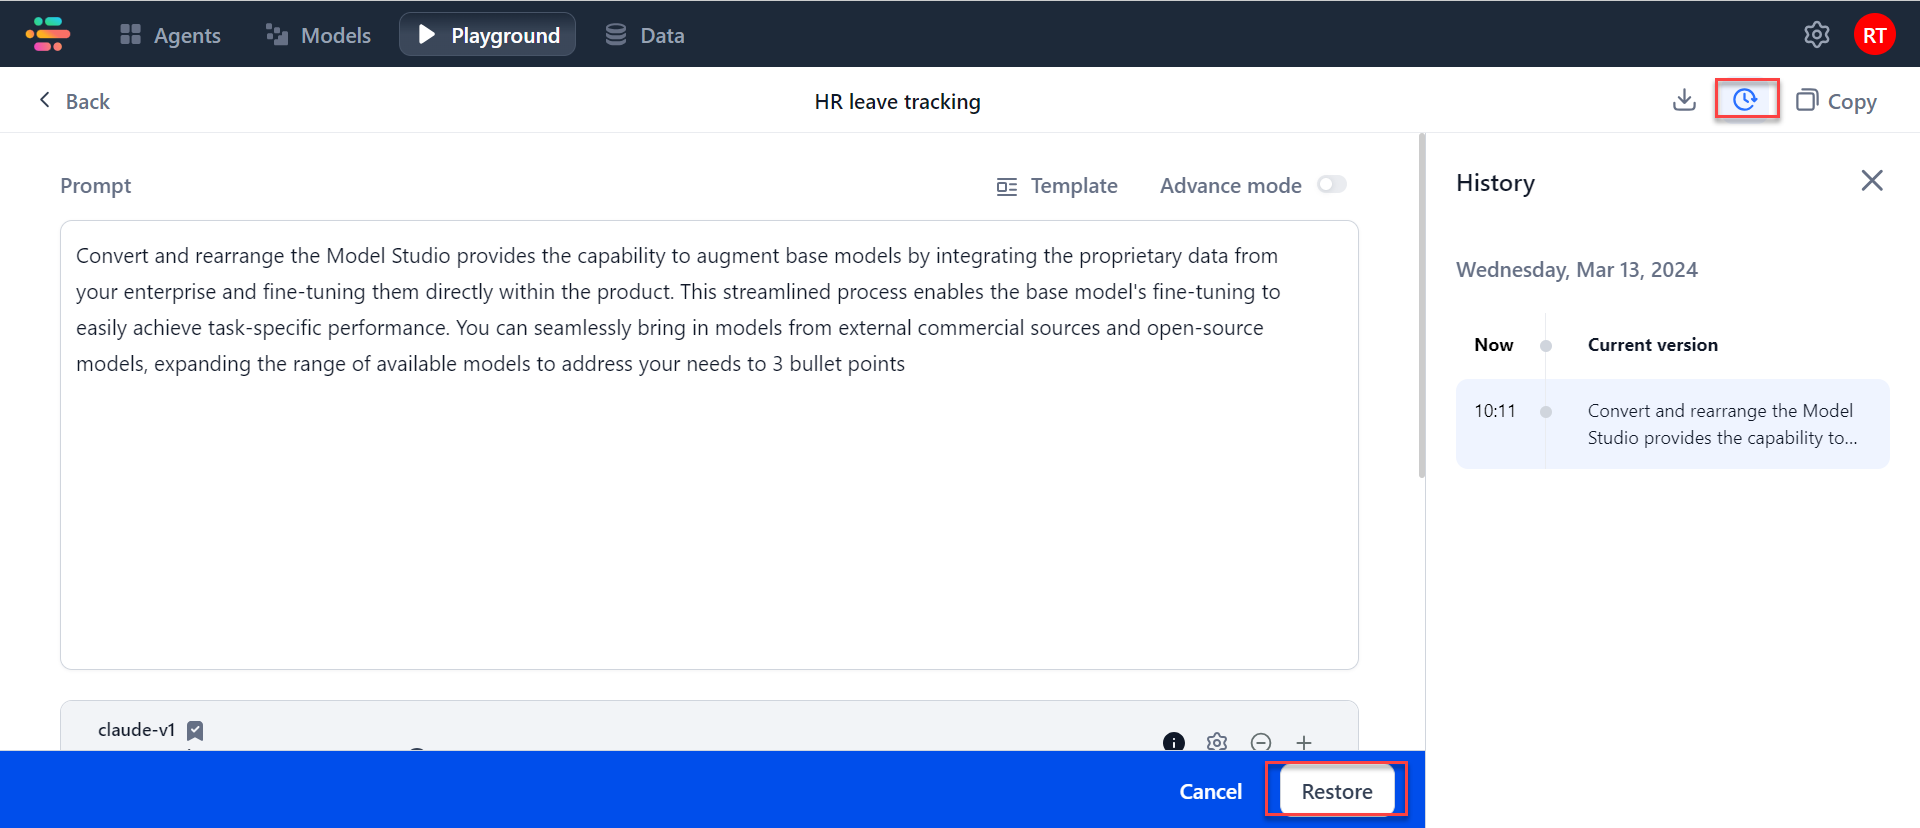 Agents Models Playground Data RT
Back HR leave tracking Copy
Prompt Template Advance mode
Convert and rearrange the Model Studio provides the capability to augment base models by integrating the proprietary data from
your enterprise and fine-tuning them directly within the product. This streamlined process enables the base model's fine-tuning to
easily achieve task-specific performance. You can seamlessly bring in models from external commercial sources and open-source
models, expanding the range of available models to address your needs to 3 bullet points
claude-v1
Cancel Restore
History
Wednesday, Mar 13, 2024
Now Current version
10:11 Convert and rearrange the Model
Studio provides the capability to...